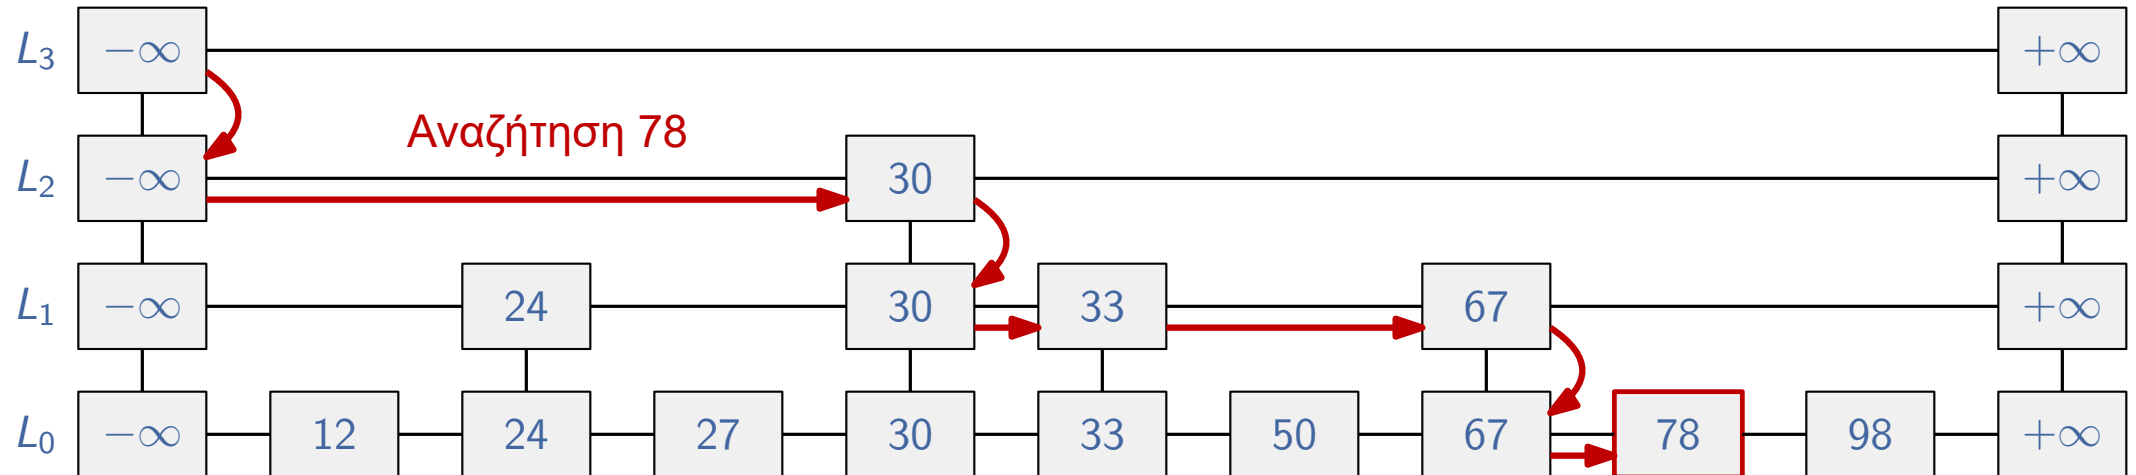 L3 −∞ +∞
Αναζήτηση 78
L2 −∞ 30 +∞
L1 −∞ 24 30 33 67 +∞
L0 −∞ 12 24 27 30 33 50 67 78 98 +∞